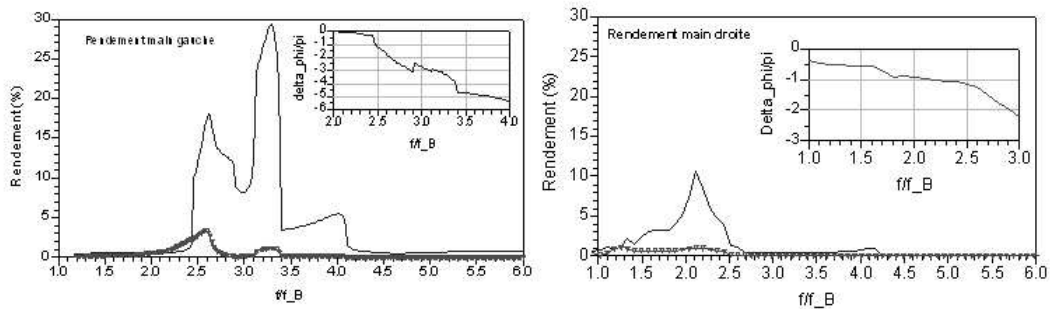 Rendement main gauche
Rendement (%)
30
25
20
15
10
5
0
1.0 1.5 2.0 2.5 3.0 3.5 4.0 4.5 5.0 5.5 6.0
f/f_B
delta_phi/pi
0
-1
-2
-3
-4
-5
-6
2.0 2.5 3.0 3.5 4.0
f/f_B
Rendement main droite
Rendement (%)
30
25
20
15
10
5
0
1.0 1.5 2.0 2.5 3.0 3.5 4.0 4.5 5.0 5.5 6.0
f/f_B
Delta_phi/pi
0
-1
-2
-3
1.0 1.5 2.0 2.5 3.0
f/f_B